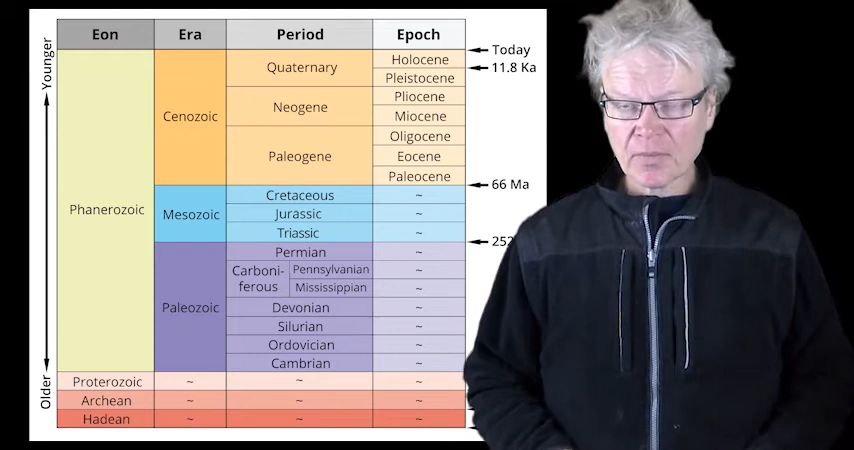 Eon Era Period Epoch
Today
Quaternary Holocene
11.8 Ka
Pleistocene
Cenozoic Neogene Pliocene
Miocene
Paleogene Oligocene
Eocene
Paleocene
66 Ma
Phanerozoic Mesozoic Cretaceous ~
Jurassic ~
Triassic ~
252
Paleozoic Permian ~
Carboni-
ferous Pennsylvanian ~
Mississippian ~
Devonian ~
Silurian ~
Ordovician ~
Cambrian ~
Proterozoic ~ ~ ~
Archean ~ ~ ~
Hadean ~ ~ ~
Younger
Older